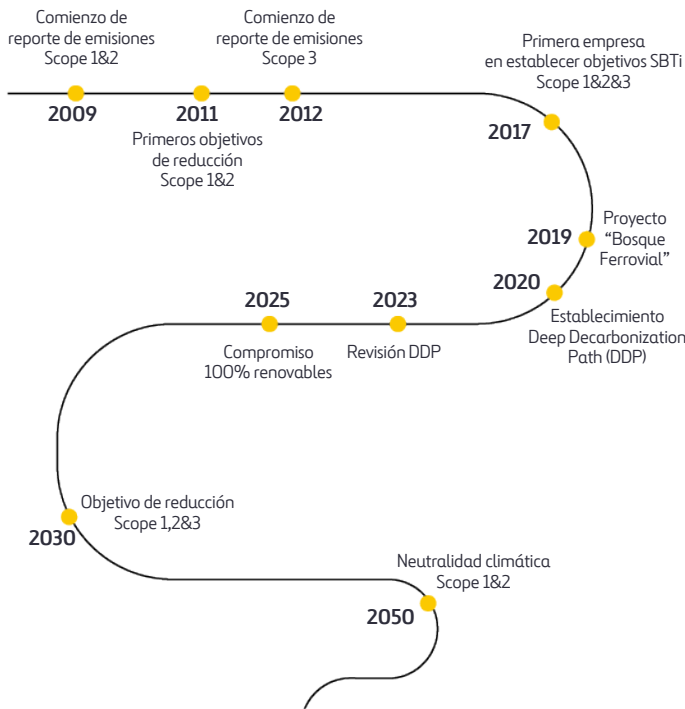 Comienzo de
reporte de emisiones
Scope 1&2
2009
2011
Primeros objetivos
de reducción
Scope 1&2
Comienzo de
reporte de emisiones
Scope 3
2012
Primera empresa
en establecer objetivos SBTi
Scope 1&2&3
2017
2019
Proyecto
“Bosque
Ferrovial”
2020
Establecimiento
Deep Decarbonization
Path (DDP)
2023
Revisión DDP
2025
Compromiso
100% renovables
Objetivo de reducción
Scope 1,2&3
2030
Neutralidad climática
Scope 1&2
2050